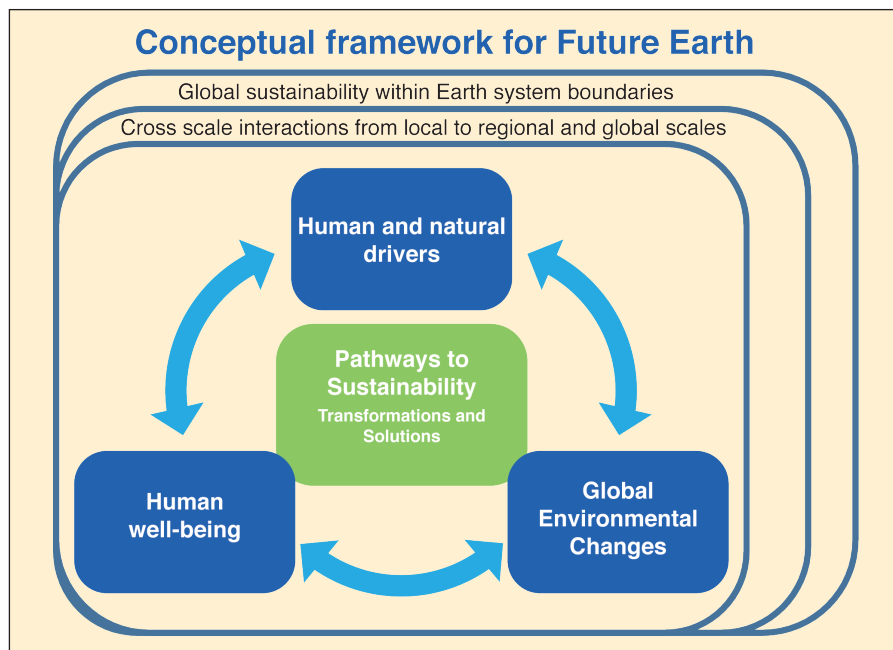 Conceptual framework for Future Earth
Global sustainability within Earth system boundaries
Cross scale interactions from local to regional and global scales
Human and natural
drivers
Pathways to
Sustainability
Transformations and
Solutions
Human
well-being
Global
Environmental
Changes